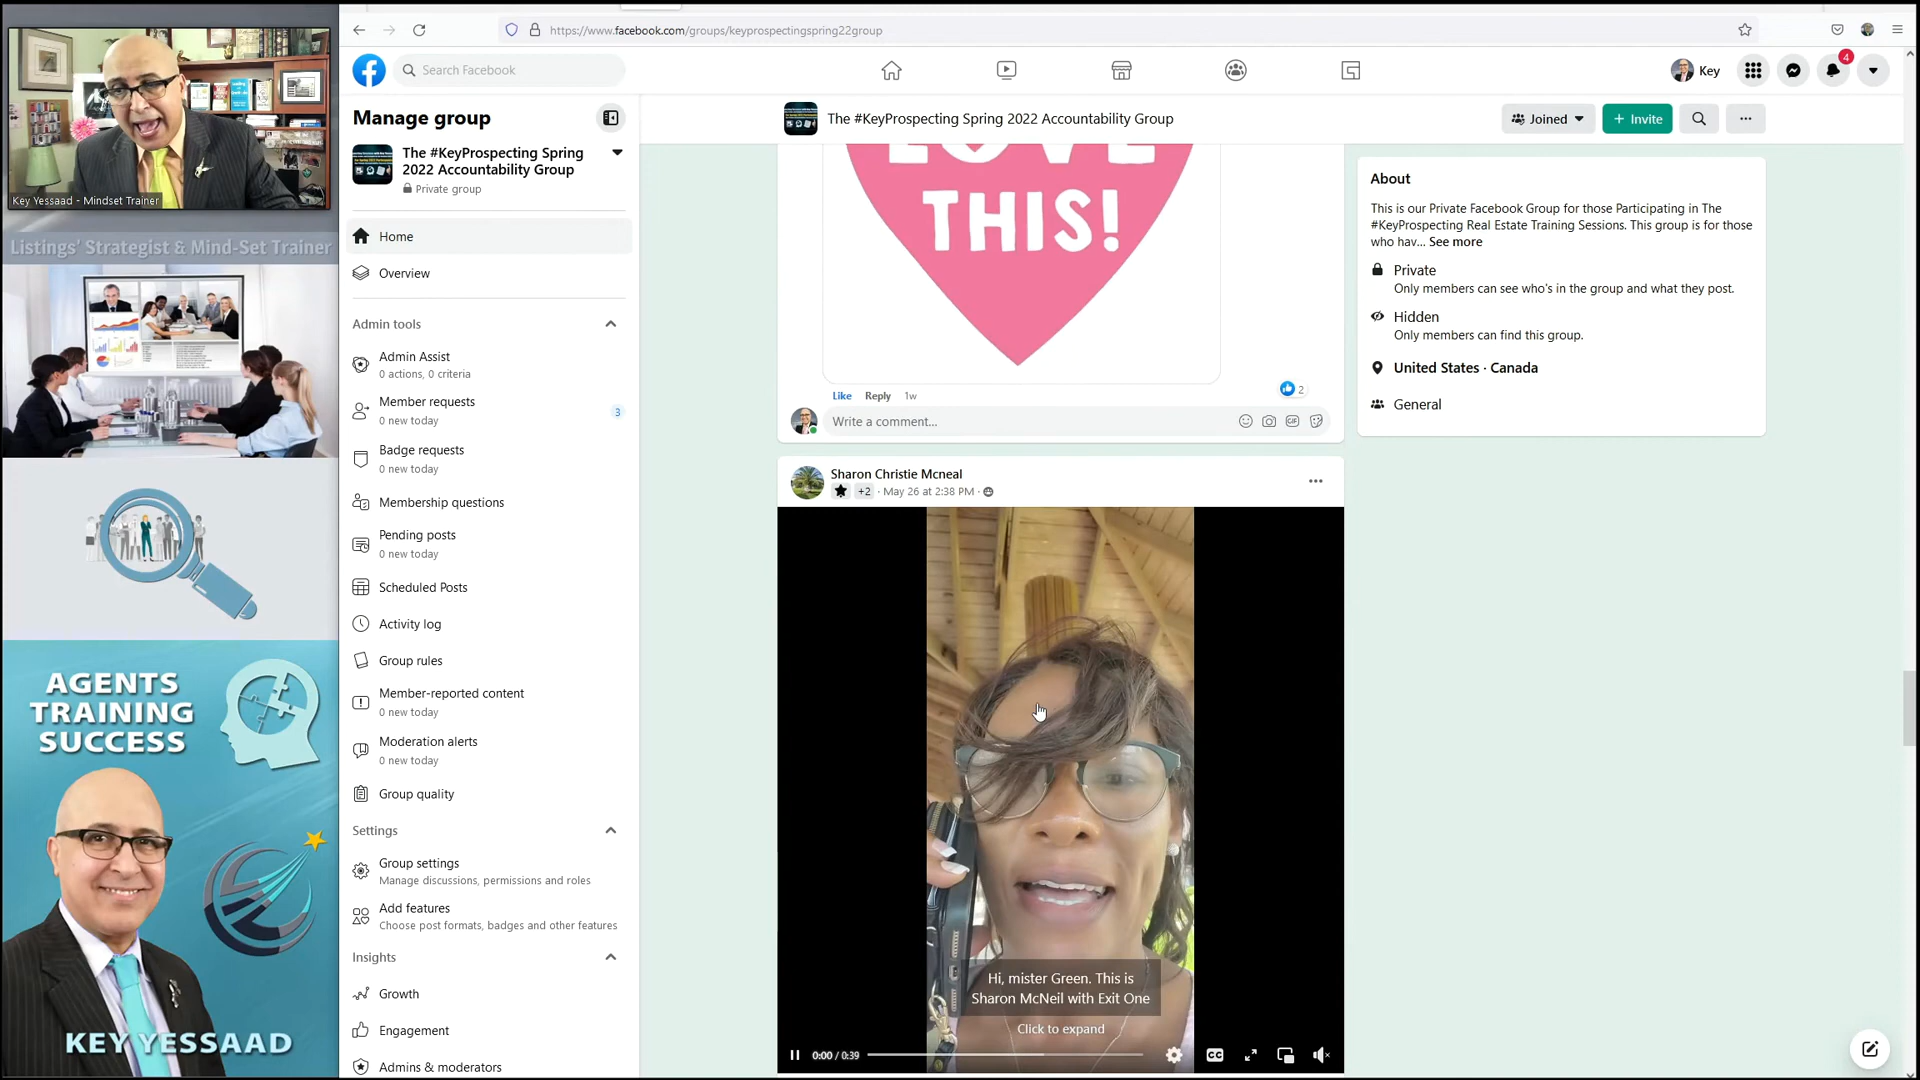 https://www.facebook.com/groups/keyprospectingspring22group
Search Facebook
Key
4
Key Yessaad - Mindset Trainer
Listings' Strategist & Mind-Set Trainer
AGENTS
TRAINING
SUCCESS
KEY YESSAAD
Manage group
The #KeyProspecting Spring
2022 Accountability Group
Private group
Home
Overview
Admin tools
Admin Assist
0 actions, 0 criteria
Member requests
0 new today
3
Badge requests
0 new today
Membership questions
Pending posts
0 new today
Scheduled Posts
Activity log
Group rules
Member-reported content
0 new today
Moderation alerts
0 new today
Group quality
Settings
Group settings
Manage discussions, permissions and roles
Add features
Choose post formats, badges and other features
Insights
Growth
Engagement
Admins & moderators
The #KeyProspecting Spring 2022 Accountability Group
Joined
+ Invite
LOVE
THIS!
Like Reply 1w
2
Write a comment...
GIF
Sharon Christie Mcneal
+2 · May 26 at 2:38 PM ·
Hi, mister Green. This is
Sharon McNeil with Exit One
Click to expand
0:00 / 0:39
CC
About
This is our Private Facebook Group for those Participating in The
#KeyProspecting Real Estate Training Sessions. This group is for those
who hav... See more
Private
Only members can see who's in the group and what they post.
Hidden
Only members can find this group.
United States · Canada
General